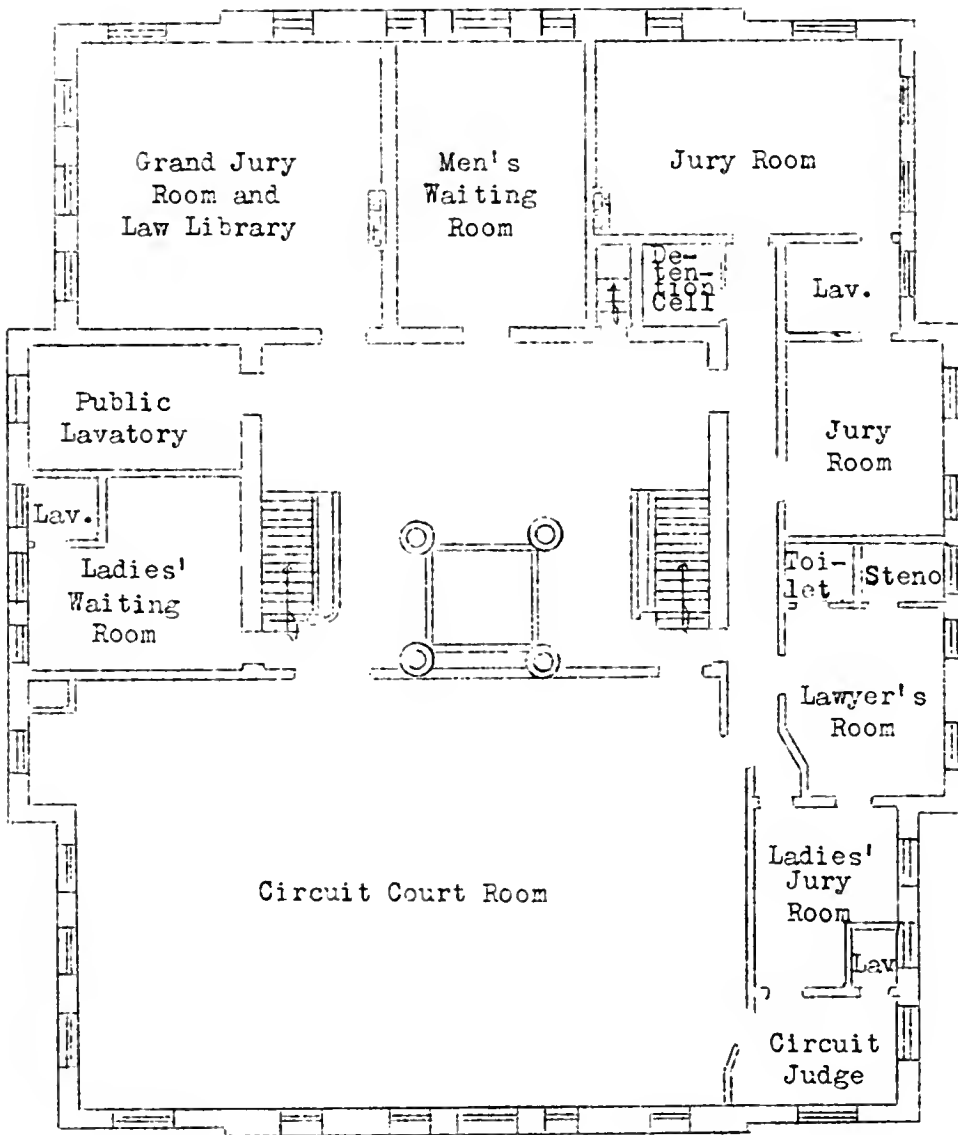 Grand Jury
Room and
Law Library
Men's
Waiting
Room
Jury Room
De-
ten-
tion
Cell
Lav.
Public
Lavatory
Jury
Room
Lav.
Ladies'
Waiting
Room
Toi-
let
Steno
Lawyer's
Room
Circuit Court Room
Ladies'
Jury
Room
Lav
Circuit
Judge